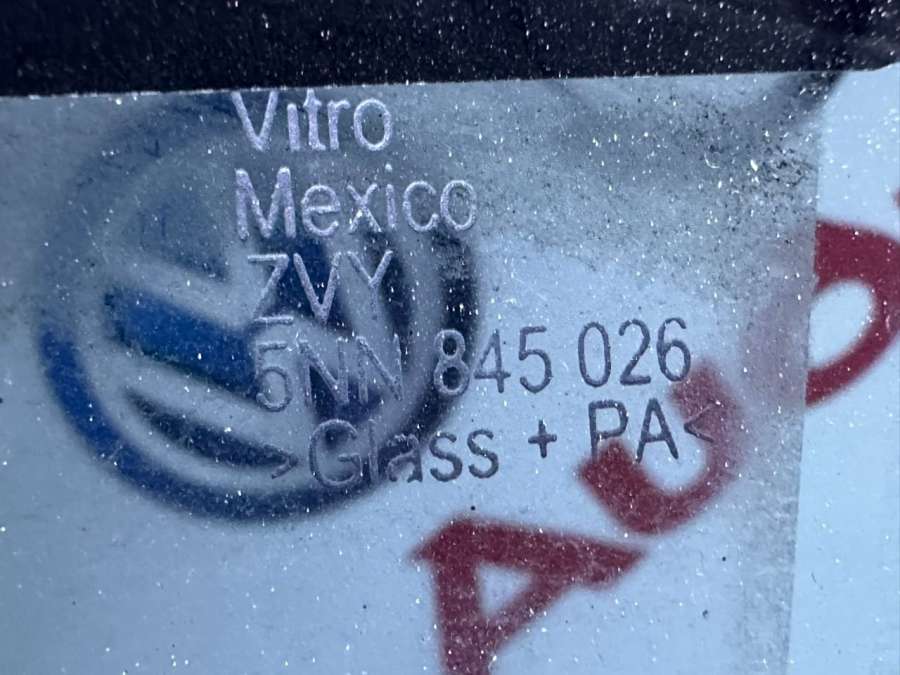 Vitro
Mexico
ZVY
5NN 845 026
>Glass + PA<